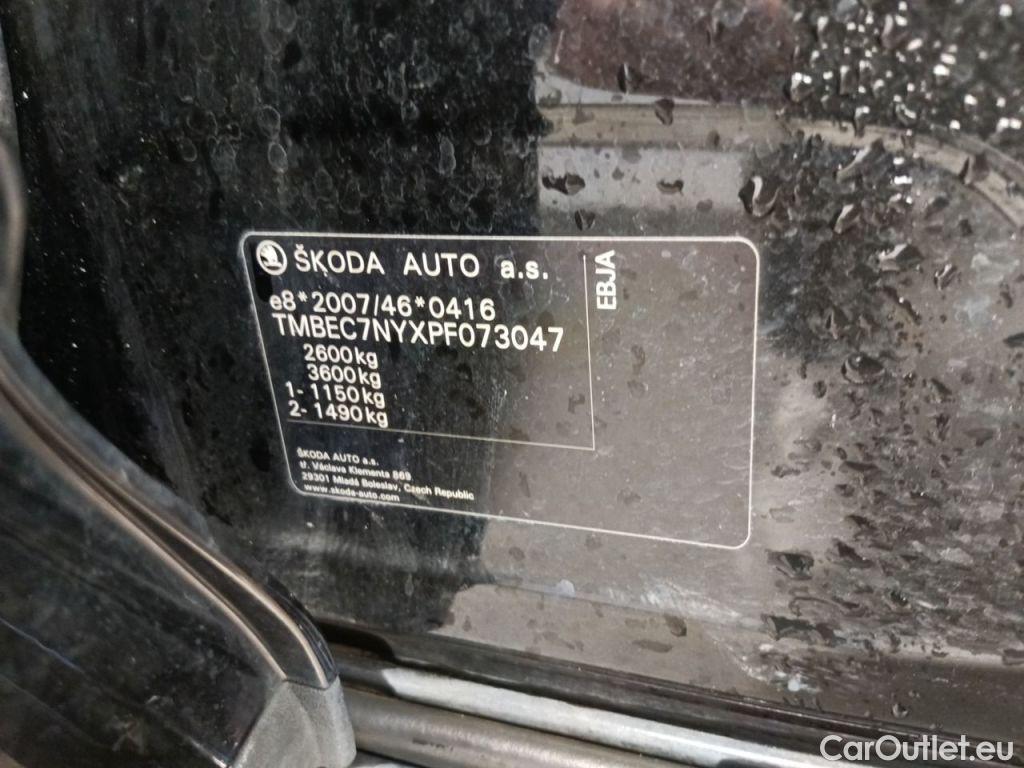 ŠKODA AUTO a.s.
EBJA
e8*2007/46*0416
TMBEC7NYXPF073047
2600kg
3600kg
1- 1150kg
2- 1490kg
ŠKODA AUTO a.s.
tř. Václava Klementa 869
29301 Mladá Boleslav, Czech Republic
www.skoda-auto.com
CarOutlet.eu